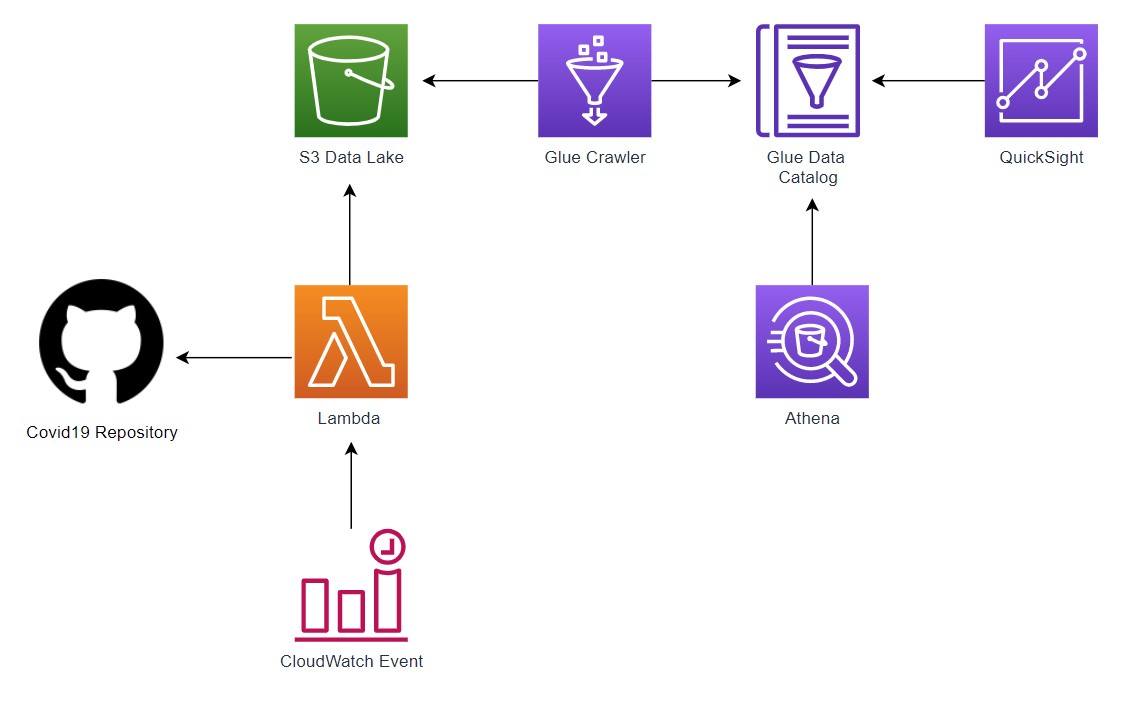 S3 Data Lake
Glue Crawler
Glue Data
Catalog
QuickSight
Covid19 Repository
Lambda
Athena
CloudWatch Event